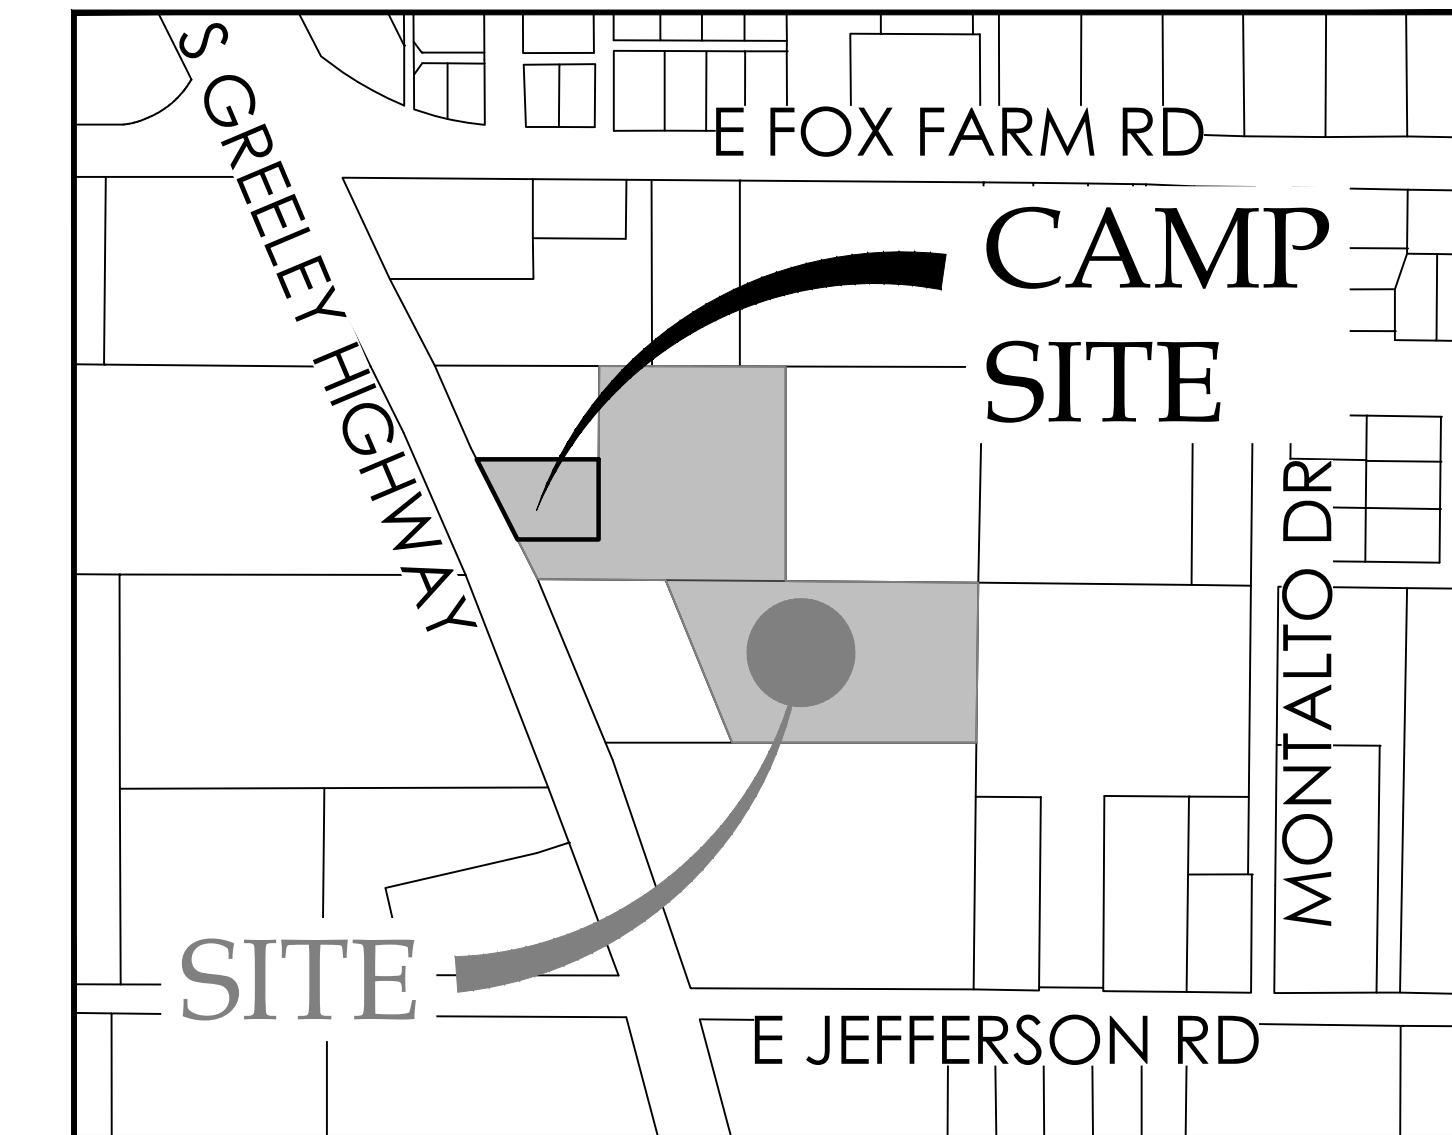 S GREELEY HIGHWAY
E FOX FARM RD
CAMP
SITE
MONTALTO DR
SITE
E JEFFERSON RD